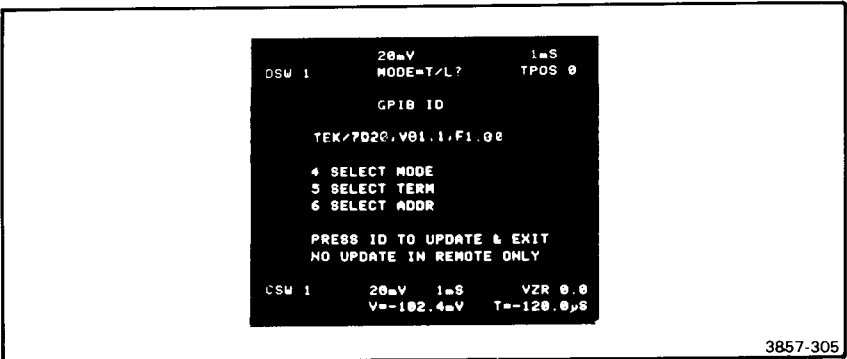 20mV 1mS
DSW 1 MODE=T/L? TPOS 0
GPIB ID
TEK/7D20,V81.1,F1.00
4 SELECT MODE
5 SELECT TERM
6 SELECT ADDR
PRESS ID TO UPDATE & EXIT
NO UPDATE IN REMOTE ONLY
CSW 1 20mV 1mS VZR 0.0
V=-102.4mV T=-120.0µS
3857-305